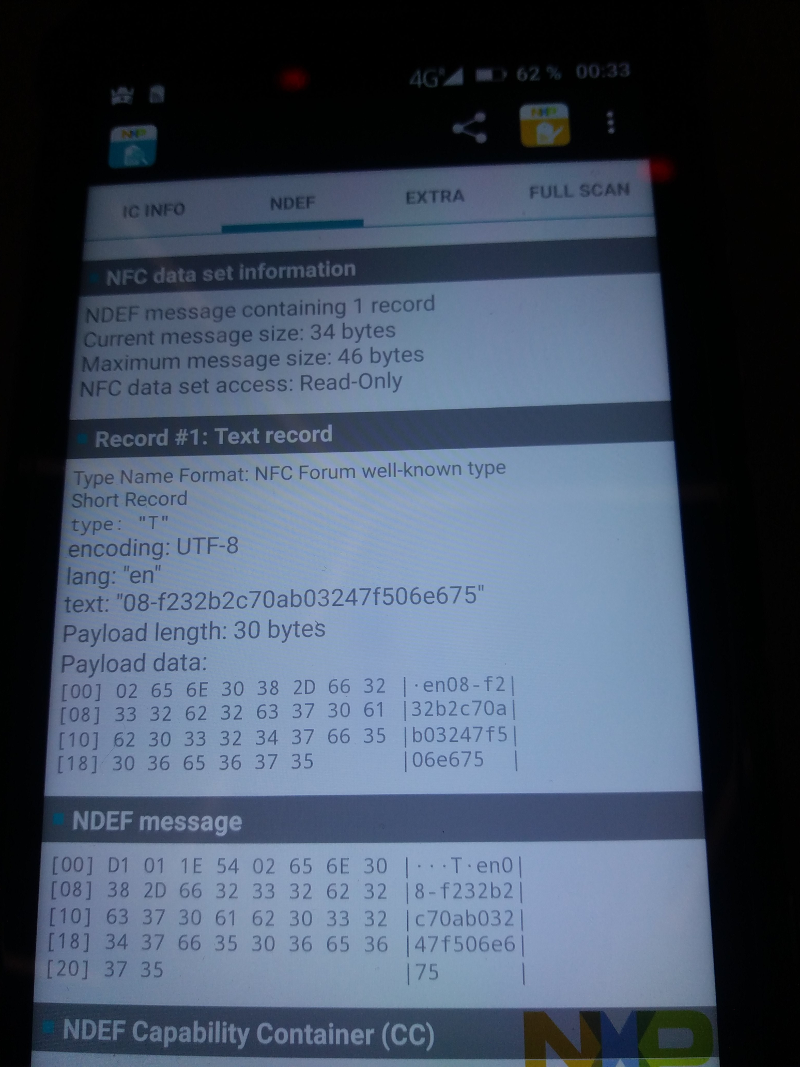 4G 62 % 00:33
NXP NXP
IC INFO NDEF EXTRA FULL SCAN
NFC data set information
NDEF message containing 1 record
Current message size: 34 bytes
Maximum message size: 46 bytes
NFC data set access: Read-Only
Record #1: Text record
Type Name Format: NFC Forum well-known type
Short Record
type: "T"
encoding: UTF-8
lang: "en"
text: "08-f232b2c70ab03247f506e675"
Payload length: 30 bytes
Payload data:
[00] 02 65 6E 30 38 2D 66 32 |·en08-f2|
[08] 33 32 62 32 63 37 30 61 |32b2c70a|
[10] 62 30 33 32 34 37 66 35 |b03247f5|
[18] 30 36 65 36 37 35 |06e675 |
NDEF message
[00] D1 01 1E 54 02 65 6E 30 |···T·en0|
[08] 38 2D 66 32 33 32 62 32 |8-f232b2|
[10] 63 37 30 61 62 30 33 32 |c70ab032|
[18] 34 37 66 35 30 36 65 36 |47f506e6|
[20] 37 35 |75 |
NDEF Capability Container (CC)
NXP